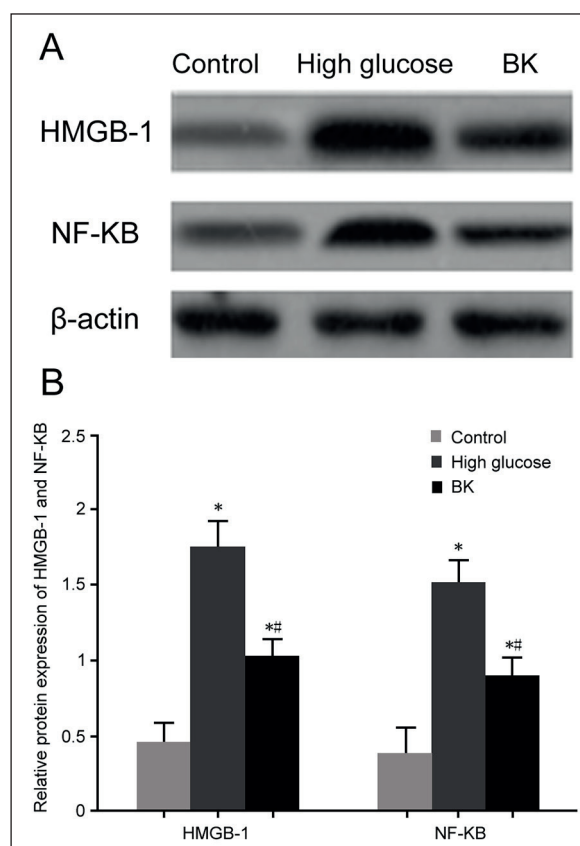 A
Control High glucose BK
HMGB-1
NF-KB
β-actin
B
Relative protein expression of HMGB-1 and NF-KB
2.5
2
1.5
1
0.5
0
Control
High glucose
BK
*
*#
*
*#
HMGB-1 NF-KB